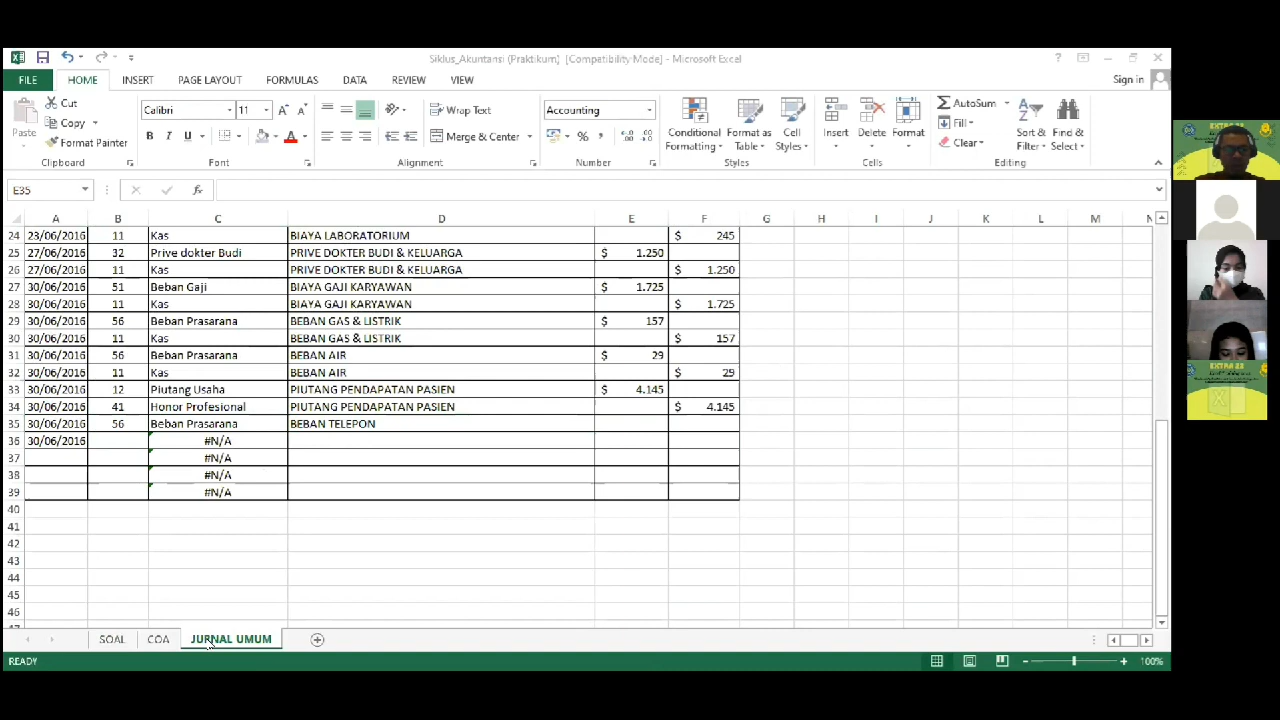 Siklus_Akuntansi (Praktikum) [Compatibility Mode] - Microsoft Excel
FILE HOME INSERT PAGE LAYOUT FORMULAS DATA REVIEW VIEW Sign in
Paste Cut Copy Format Painter Clipboard
Calibri 11 B I U A Font
Wrap Text Merge & Center Alignment
Accounting % , Number
Conditional Formatting Format as Table Cell Styles Styles
Insert Delete Format Cells
AutoSum Fill Clear Sort & Filter Find & Select Editing
E35 fx
A B C D E F G H I J K L M N
24 23/06/2016 11 Kas BIAYA LABORATORIUM $ 245
25 27/06/2016 32 Prive dokter Budi PRIVE DOKTER BUDI & KELUARGA $ 1.250
26 27/06/2016 11 Kas PRIVE DOKTER BUDI & KELUARGA $ 1.250
27 30/06/2016 51 Beban Gaji BIAYA GAJI KARYAWAN $ 1.725
28 30/06/2016 11 Kas BIAYA GAJI KARYAWAN $ 1.725
29 30/06/2016 56 Beban Prasarana BEBAN GAS & LISTRIK $ 157
30 30/06/2016 11 Kas BEBAN GAS & LISTRIK $ 157
31 30/06/2016 56 Beban Prasarana BEBAN AIR $ 29
32 30/06/2016 11 Kas BEBAN AIR $ 29
33 30/06/2016 12 Piutang Usaha PIUTANG PENDAPATAN PASIEN $ 4.145
34 30/06/2016 41 Honor Profesional PIUTANG PENDAPATAN PASIEN $ 4.145
35 30/06/2016 56 Beban Prasarana BEBAN TELEPON
36 30/06/2016 #N/A
37 #N/A
38 #N/A
39 #N/A
40
41
42
43
44
45
46
47
SOAL COA JURNAL UMUM
READY 100%